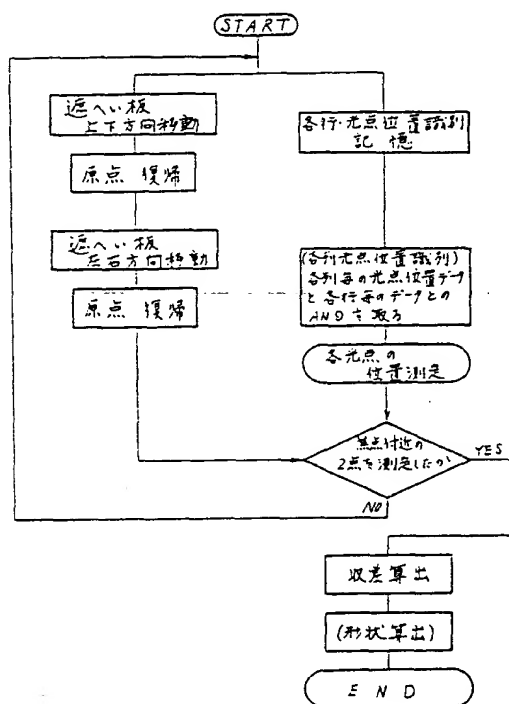 START
遮へい板
上下方向移動
原点復帰
遮へい板
左右方向移動
原点復帰
各行・光点位置識別
記憶
(各列光点位置識別)
各列毎の光点位置データ
と各行毎のデータとの
ANDを取る
各光点の
位置測定
焦点付近の
2点を測定したか
YES
NO
収差算出
(形状算出)
END